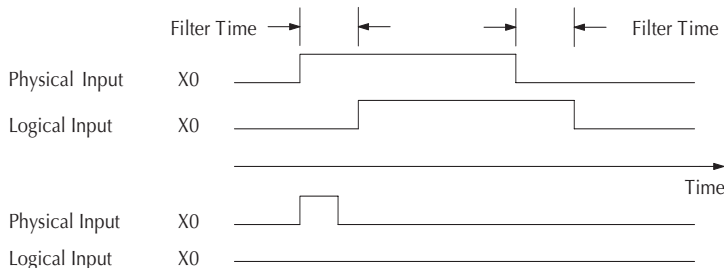 Filter Time Filter Time
Physical Input X0
Logical Input X0
Time
Physical Input X0
Logical Input X0